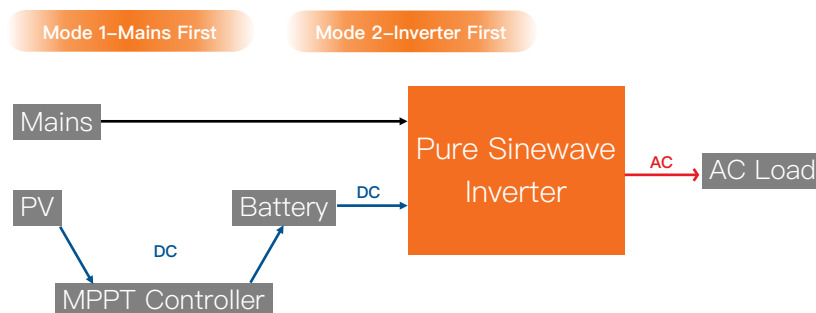 Mode 1-Mains First
Mode 2-Inverter First
Mains
Pure Sinewave
Inverter
AC
AC Load
PV
Battery
DC
DC
MPPT Controller